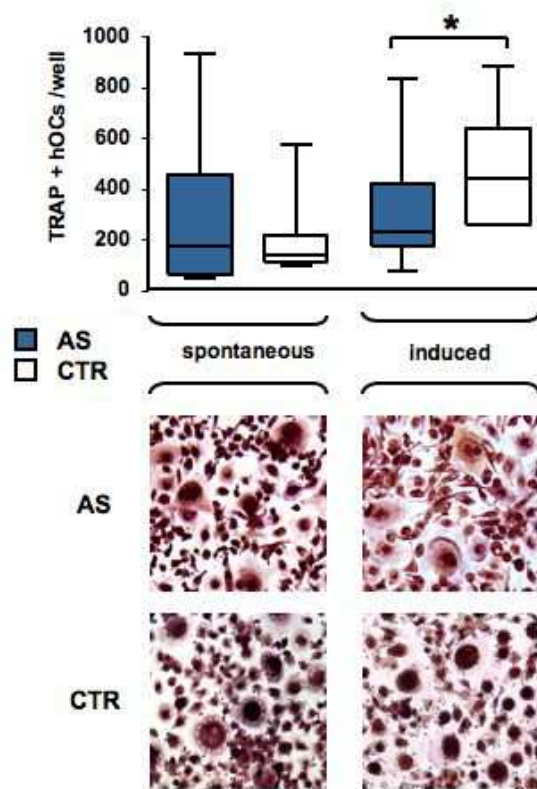 *
1000
800
600
400
200
0
TRAP + hOCs /well
AS
CTR
spontaneous
induced
AS
CTR